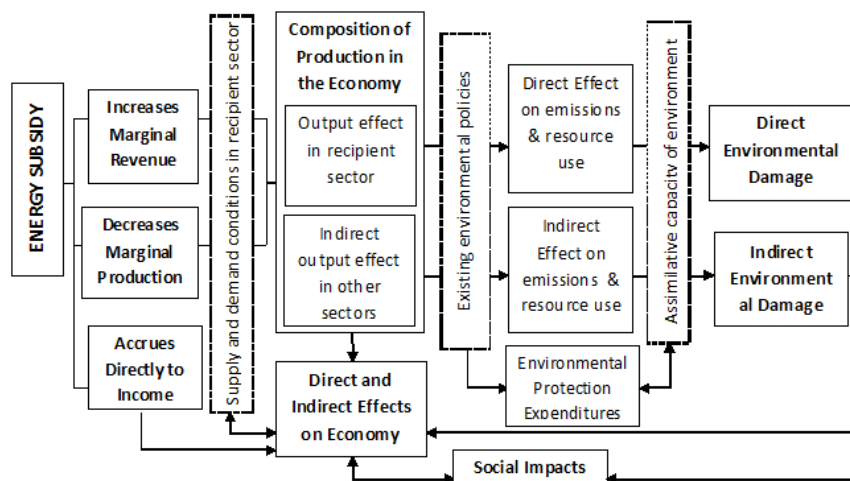 ENERGY SUBSIDY
Increases
Marginal
Revenue
Decreases
Marginal
Production
Accrues
Directly to
Income
Supply and demand conditions in recipient sector
Composition of
Production in
the Economy
Output effect
in recipient
sector
Indirect
output effect
in other
sectors
Direct and
Indirect Effects
on Economy
Existing environmental policies
Direct Effect
on emissions
& resource
use
Indirect
Effect on
emissions &
resource use
Environmental
Protection
Expenditures
Social Impacts
Assimilative capacity of environment
Direct
Environmental
Damage
Indirect
Environment
al Damage